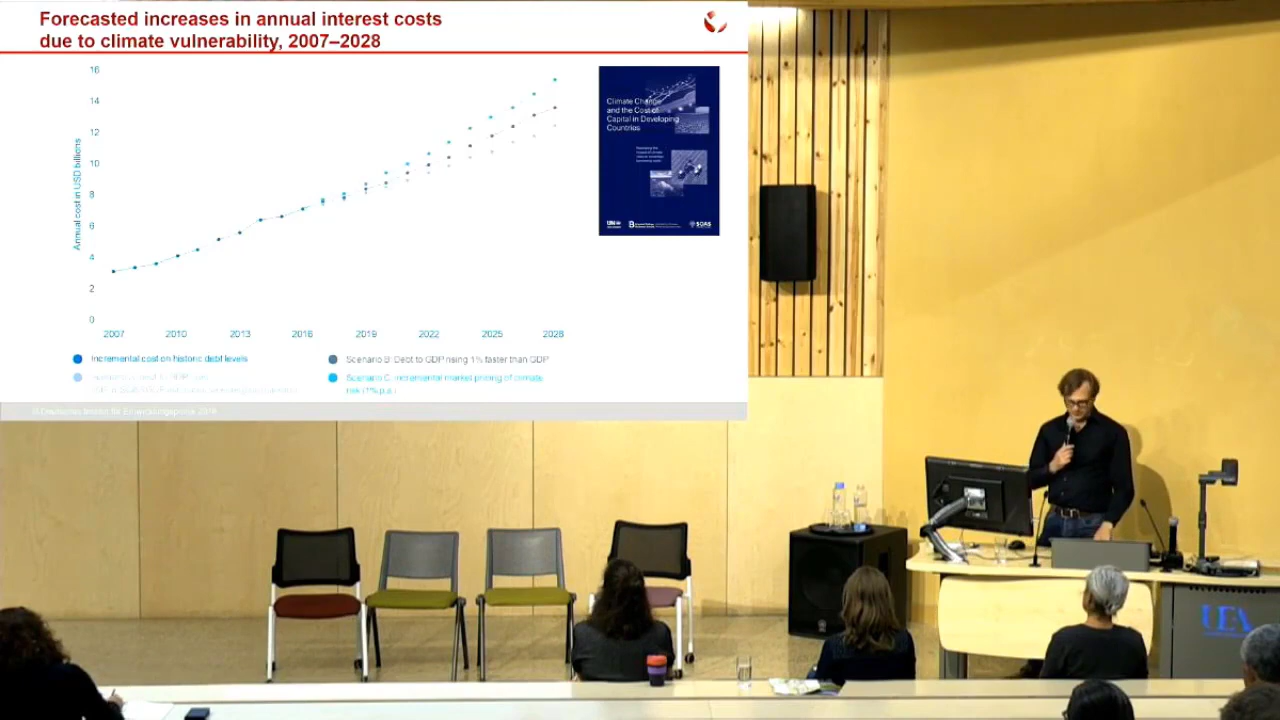 Forecasted increases in annual interest costs
due to climate vulnerability, 2007–2028
16
14
12
10
8
6
4
2
0
Annual cost in USD billions
2007
2010
2013
2016
2019
2022
2025
2028
Incremental cost on historic debt levels
Scenario B: Debt to GDP rising 1% faster than GDP
Scenario C: incremental market pricing of climate
risk (1% p.a.)
Climate Change
and the Cost of
Capital in Developing
Countries
SOAS
UEA